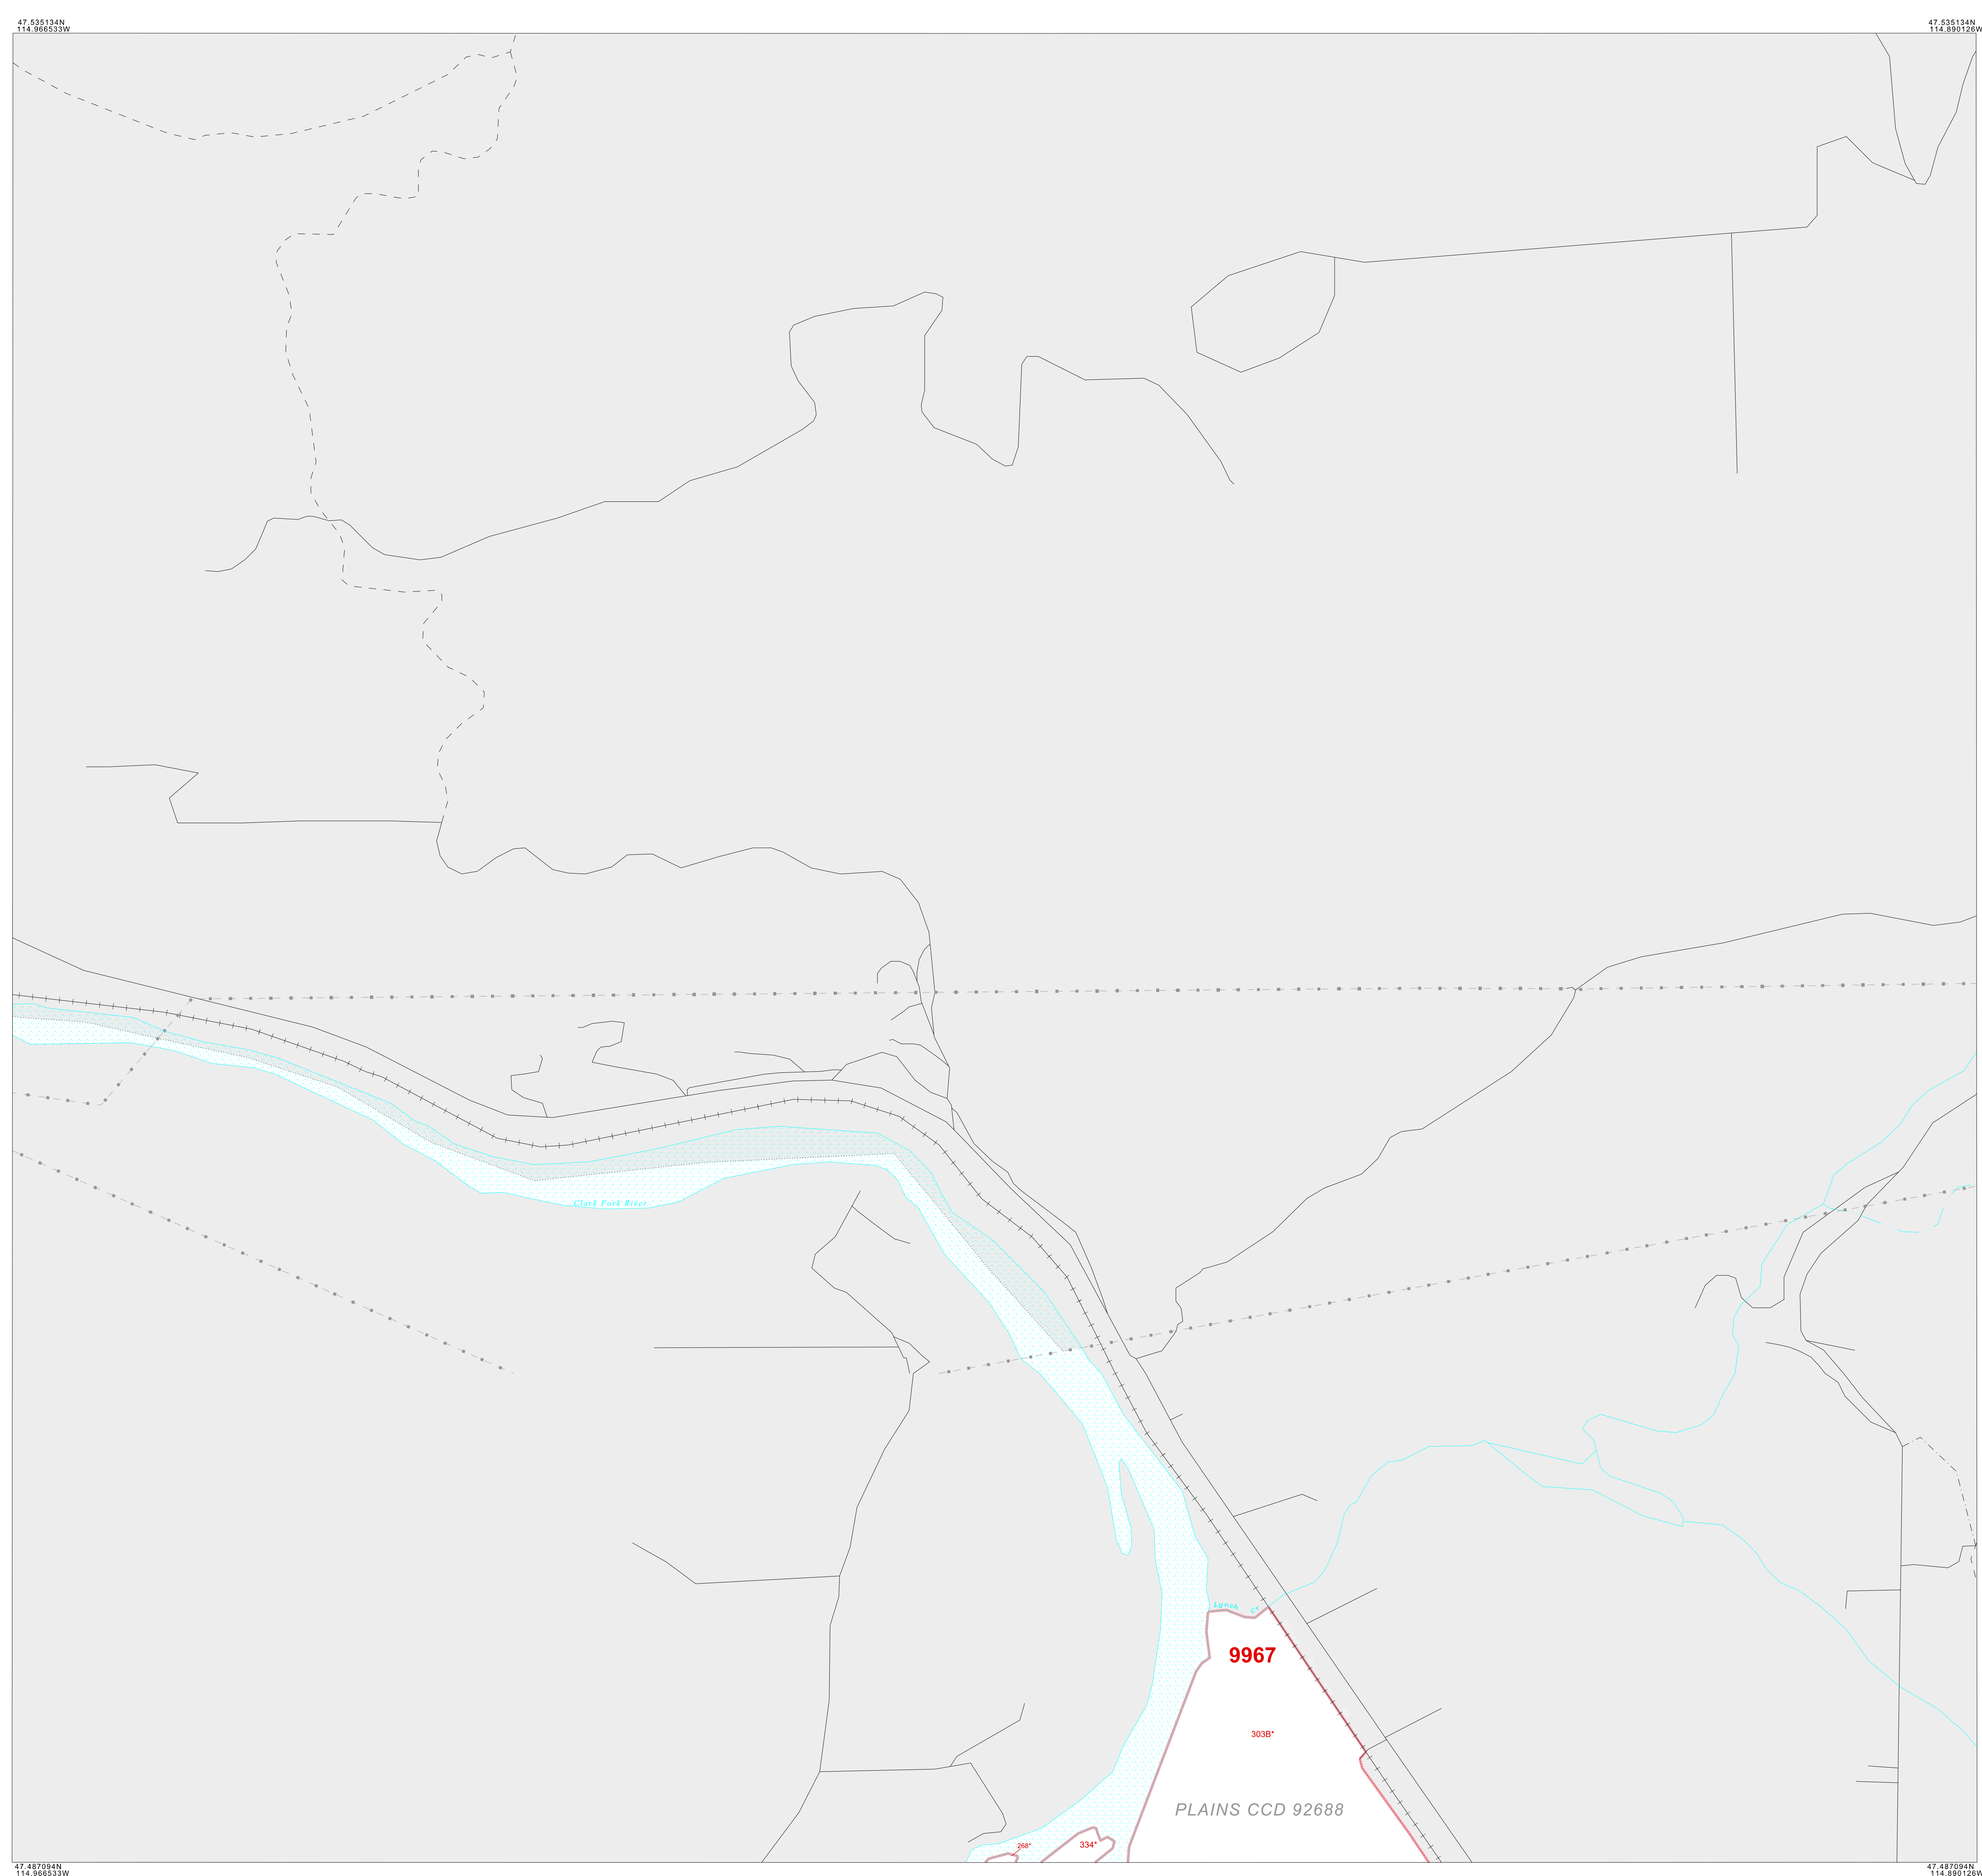 47.535134N
114.966533W
47.535134N
114.890126W
Clark Fork River
Lynch Cr
9967
303B*
PLAINS CCD 92688
334*
268*
47.487094N
114.966533W
47.487094N
114.890126W